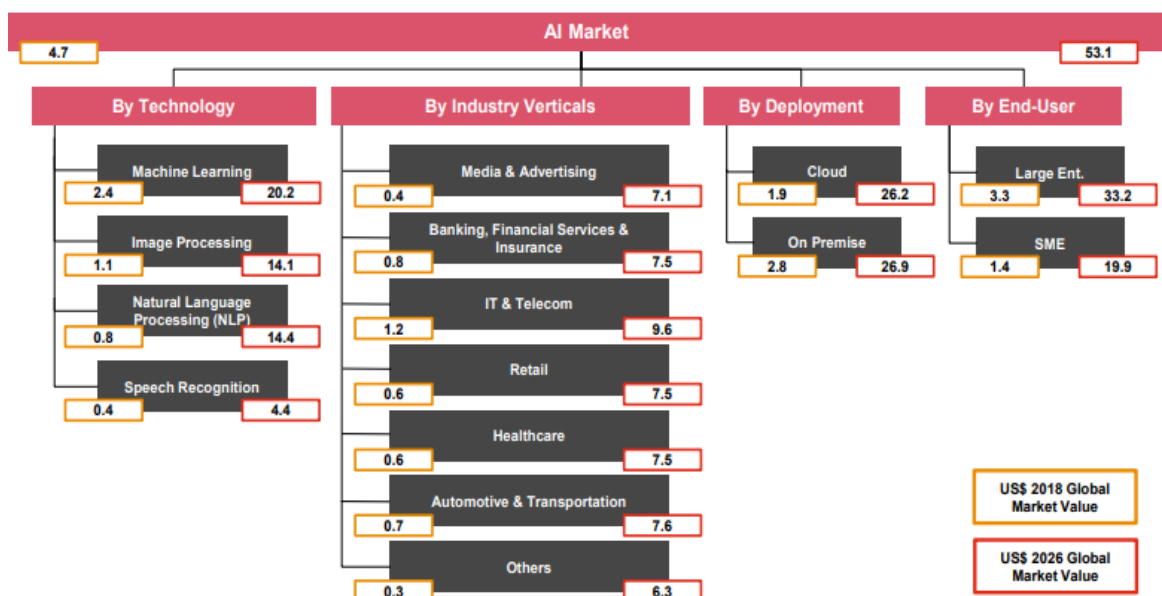 AI Market
4.7
53.1
By Technology
Machine Learning
2.4
20.2
Image Processing
1.1
14.1
Natural Language
Processing (NLP)
0.8
14.4
Speech Recognition
0.4
4.4
By Industry Verticals
Media & Advertising
0.4
7.1
Banking, Financial Services &
Insurance
0.8
7.5
IT & Telecom
1.2
9.6
Retail
0.6
7.5
Healthcare
0.6
7.5
Automotive & Transportation
0.7
7.6
Others
0.3
6.3
By Deployment
Cloud
1.9
26.2
On Premise
2.8
26.9
By End-User
Large Ent.
3.3
33.2
SME
1.4
19.9
US$ 2018 Global
Market Value
US$ 2026 Global
Market Value